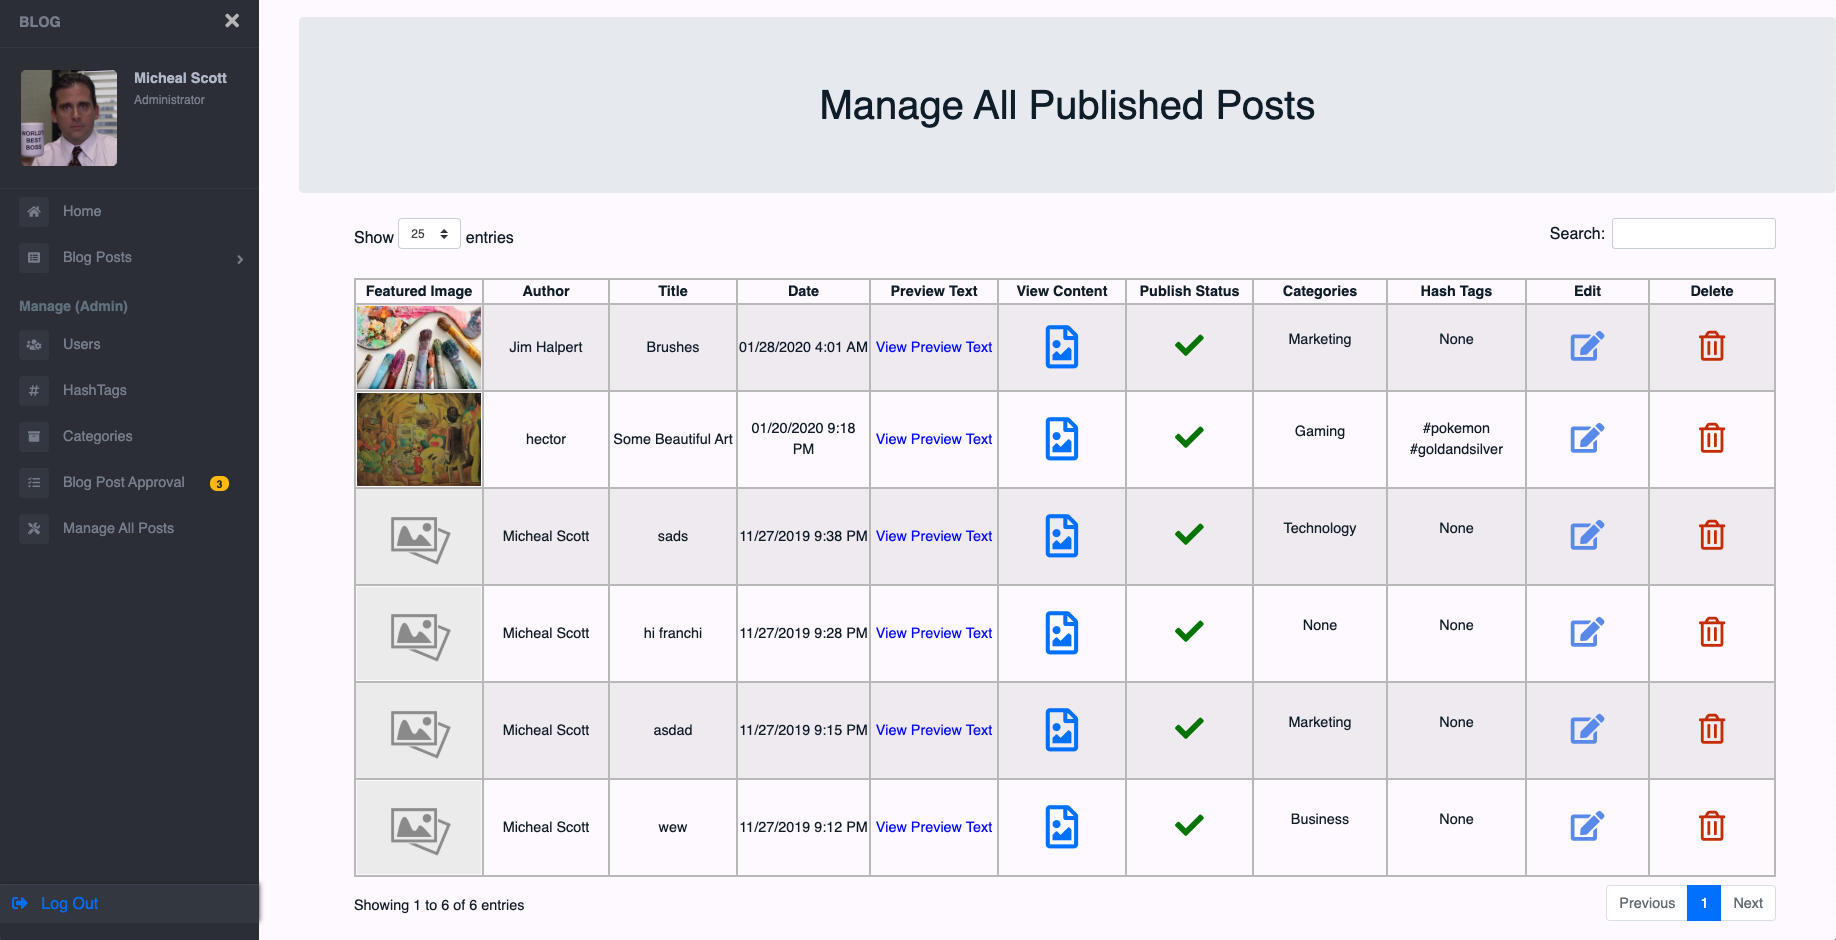 BLOG
Micheal Scott
Administrator
WORLD'S
BEST
BOSS
Home
Blog Posts
Manage (Admin)
Users
HashTags
Categories
Blog Post Approval 3
Manage All Posts
Log Out
Manage All Published Posts
Show 25 entries
Search:
Featured Image Author Title Date Preview Text View Content Publish Status Categories Hash Tags Edit Delete
Jim Halpert Brushes 01/28/2020 4:01 AM View Preview Text Marketing None
hector Some Beautiful Art 01/20/2020 9:18 PM View Preview Text Gaming #pokemon #goldandsilver
Micheal Scott sads 11/27/2019 9:38 PM View Preview Text Technology None
Micheal Scott hi franchi 11/27/2019 9:28 PM View Preview Text None None
Micheal Scott asdad 11/27/2019 9:15 PM View Preview Text Marketing None
Micheal Scott wew 11/27/2019 9:12 PM View Preview Text Business None
Showing 1 to 6 of 6 entries
Previous 1 Next